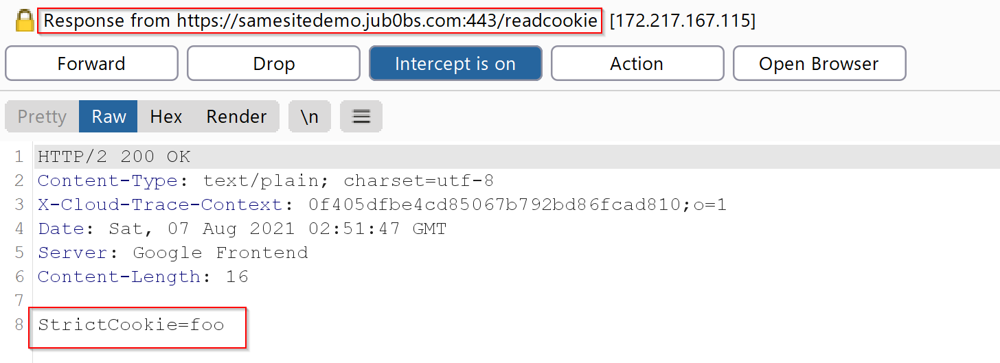 Response from https://samesitedemo.jub0bs.com:443/readcookie [172.217.167.115]
Forward Drop Intercept is on Action Open Browser
Pretty Raw Hex Render \n
1 HTTP/2 200 OK
2 Content-Type: text/plain; charset=utf-8
3 X-Cloud-Trace-Context: 0f405dfbe4cd85067b792bd86fcad810;o=1
4 Date: Sat, 07 Aug 2021 02:51:47 GMT
5 Server: Google Frontend
6 Content-Length: 16
7
8 StrictCookie=foo